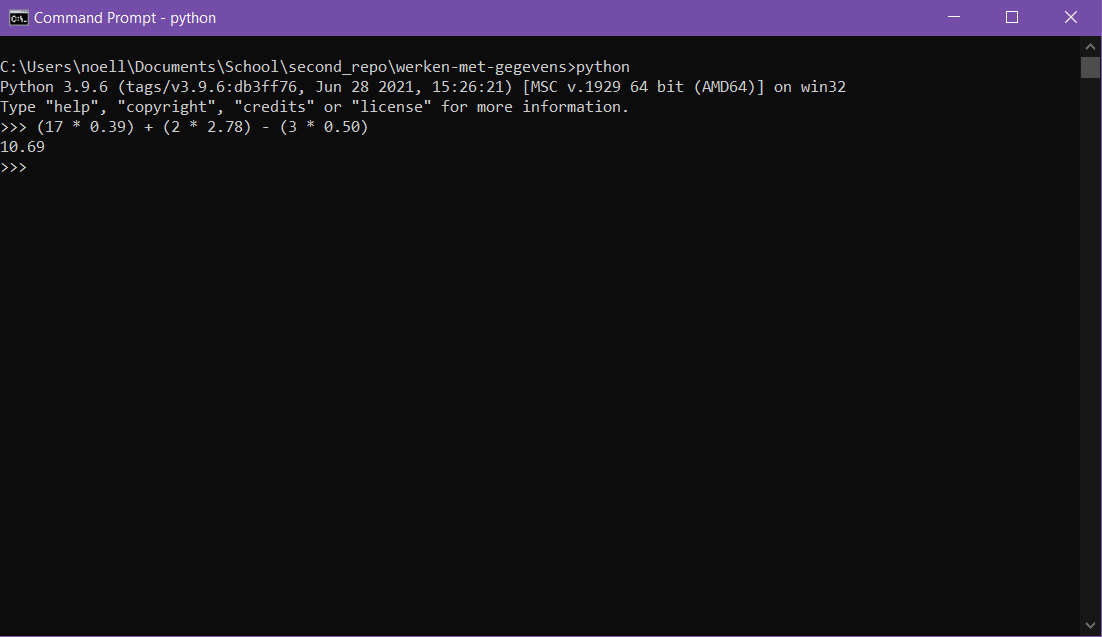 Command Prompt - python
C:\Users\noell\Documents\School\second_repo\werken-met-gegevens>python
Python 3.9.6 (tags/v3.9.6:db3ff76, Jun 28 2021, 15:26:21) [MSC v.1929 64 bit (AMD64)] on win32
Type "help", "copyright", "credits" or "license" for more information.
>>> (17 * 0.39) + (2 * 2.78) - (3 * 0.50)
10.69
>>>